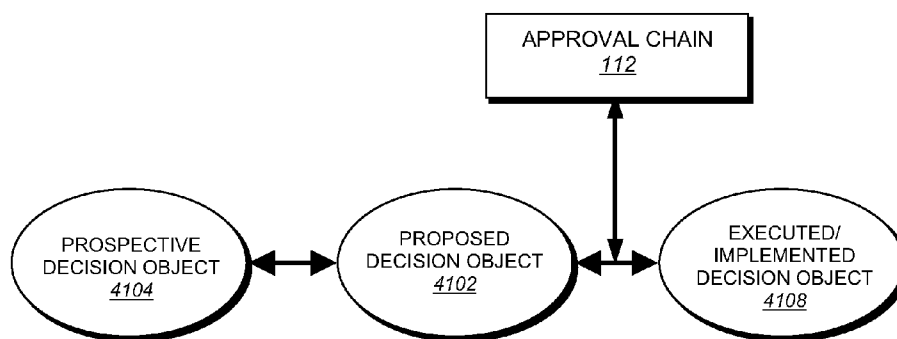 APPROVAL CHAIN
112
PROSPECTIVE
DECISION OBJECT
4104
PROPOSED
DECISION OBJECT
4102
EXECUTED/
IMPLEMENTED
DECISION OBJECT
4108